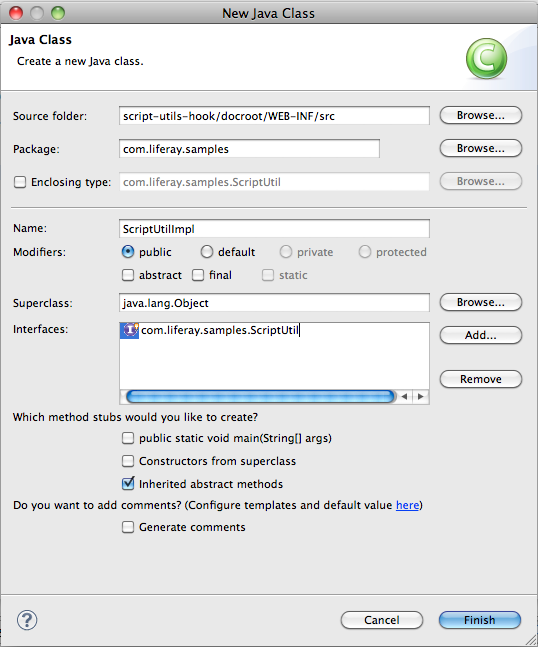 New Java Class
Java Class
Create a new Java class.
C
Source folder: script-utils-hook/docroot/WEB-INF/src Browse...
Package: com.liferay.samples Browse...
Enclosing type: com.liferay.samples.ScriptUtil Browse...
Name: ScriptUtilImpl
Modifiers: public default private protected
abstract final static
Superclass: java.lang.Object Browse...
Interfaces: I com.liferay.samples.ScriptUtil Add...
Remove
Which method stubs would you like to create?
public static void main(String[] args)
Constructors from superclass
Inherited abstract methods
Do you want to add comments? (Configure templates and default value here)
Generate comments
? Cancel Finish